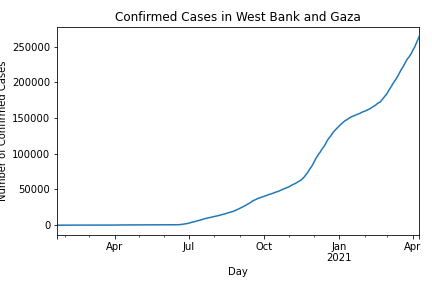 Confirmed Cases in West Bank and Gaza
Number of Confirmed Cases
250000
200000
150000
100000
50000
0
Apr
Jul
Oct
Jan
2021
Apr
Day